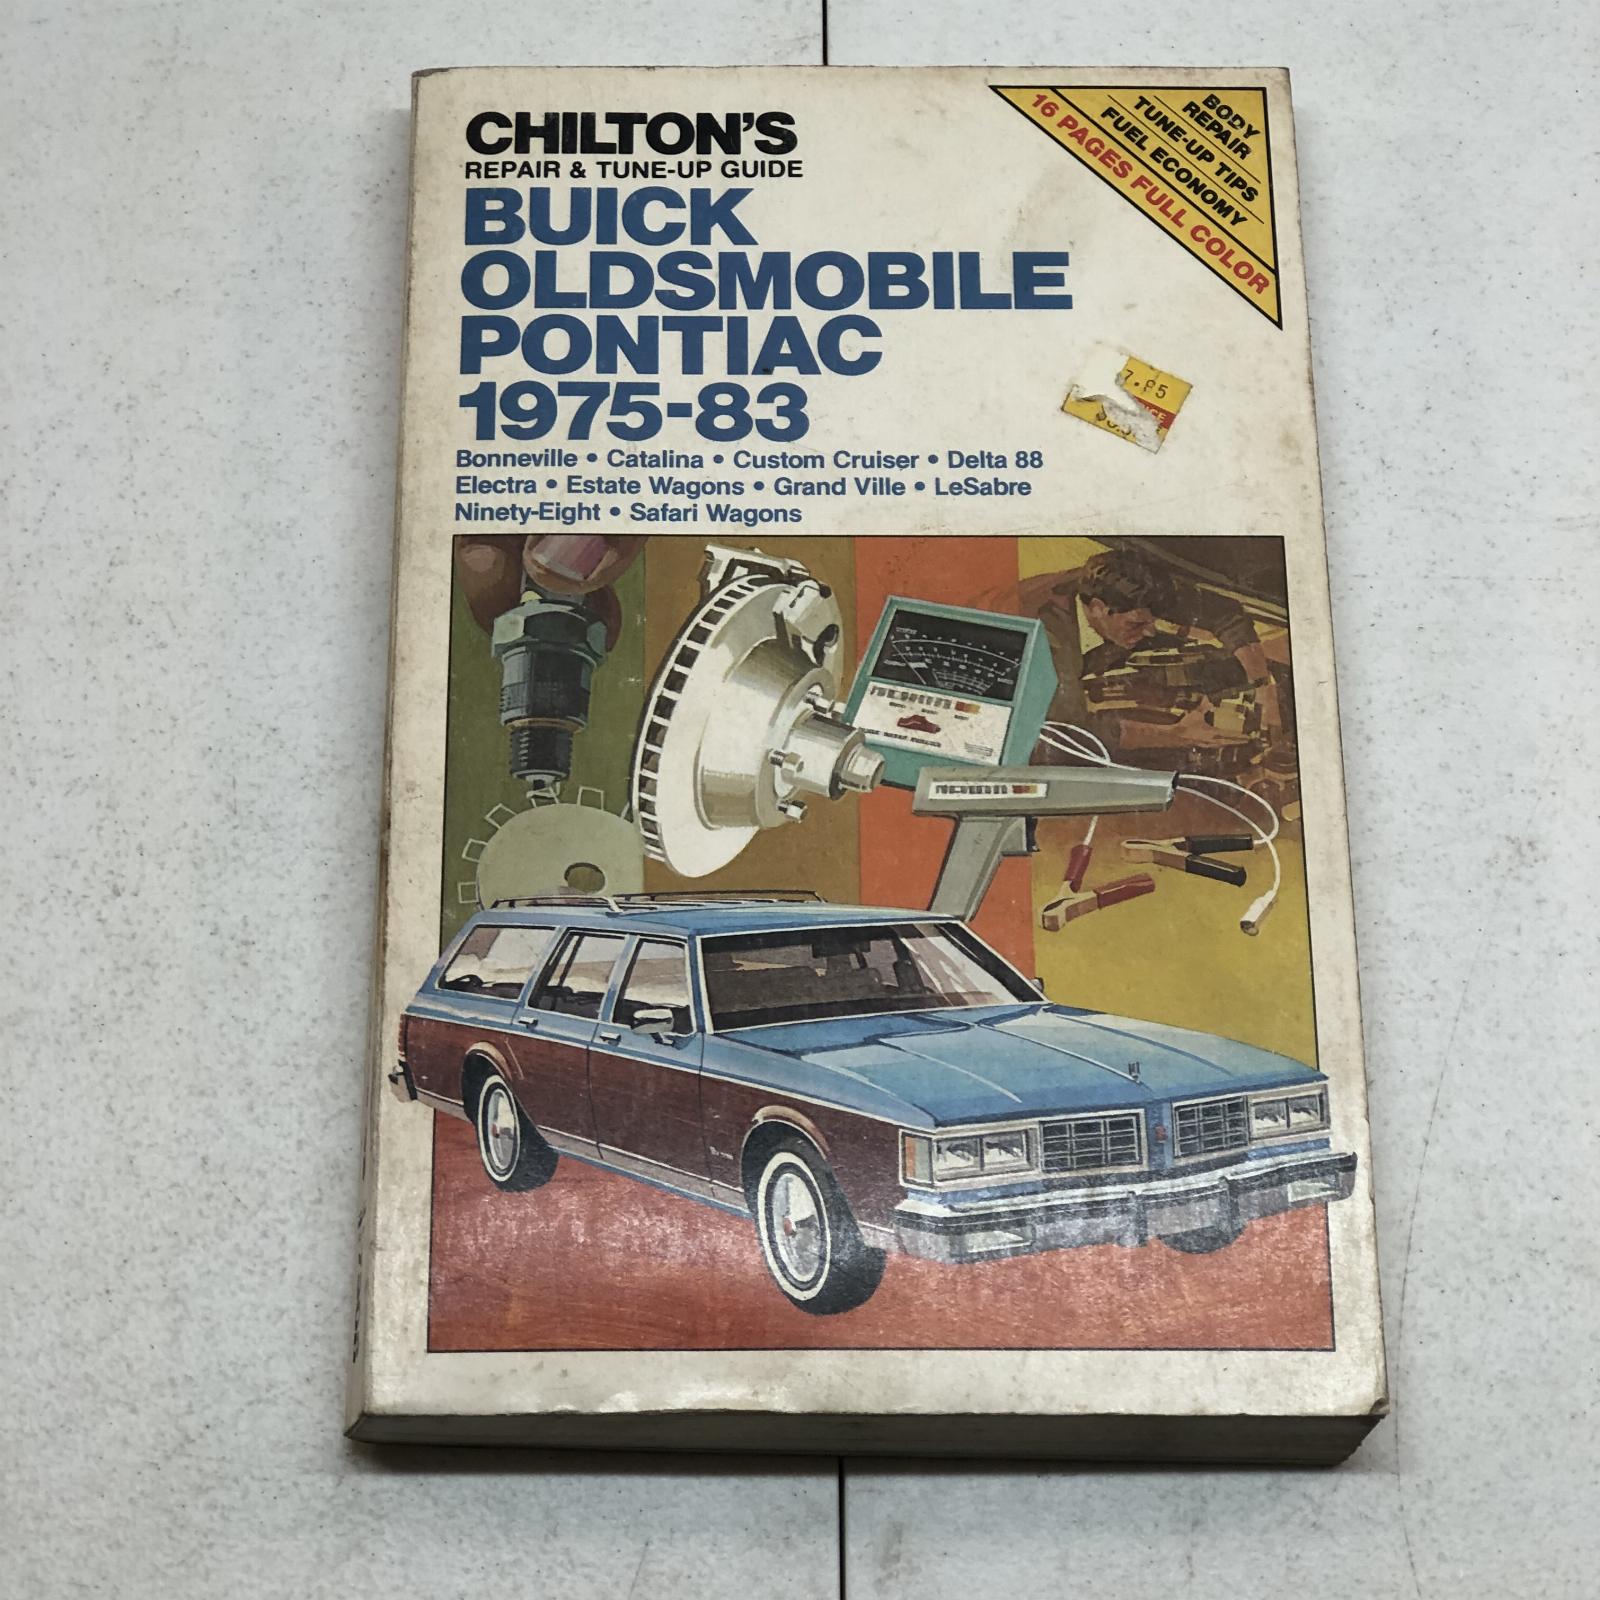 CHILTON'S
REPAIR & TUNE-UP GUIDE
BUICK
OLDSMOBILE
PONTIAC
1975-83
Bonneville • Catalina • Custom Cruiser • Delta 88
Electra • Estate Wagons • Grand Ville • LeSabre
Ninety-Eight • Safari Wagons
BODY
REPAIR
TUNE-UP TIPS
FUEL ECONOMY
16 PAGES FULL COLOR